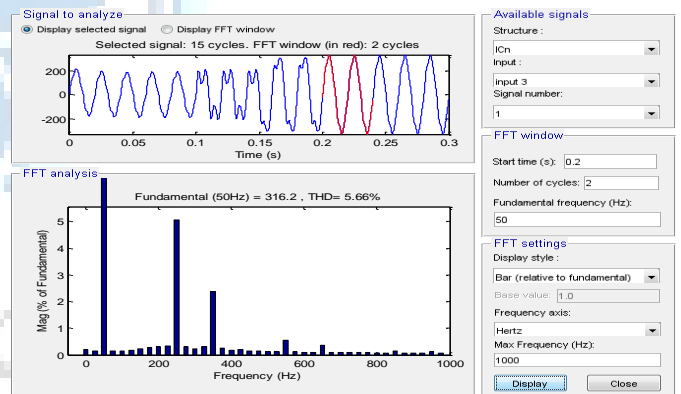 Signal to analyze
Display selected signal Display FFT window
Selected signal: 15 cycles. FFT window (in red): 2 cycles
200
0
-200
0 0.05 0.1 0.15 0.2 0.25 0.3
Time (s)
FFT analysis
Fundamental (50Hz) = 316.2 , THD= 5.66%
Mag (% of Fundamental)
5
4
3
2
1
0
0 200 400 600 800 1000
Frequency (Hz)
Available signals
Structure :
ICn
Input :
input 3
Signal number:
1
FFT window
Start time (s): 0.2
Number of cycles: 2
Fundamental frequency (Hz):
50
FFT settings
Display style :
Bar (relative to fundamental)
Base value: 1.0
Frequency axis:
Hertz
Max Frequency (Hz):
1000
Display Close